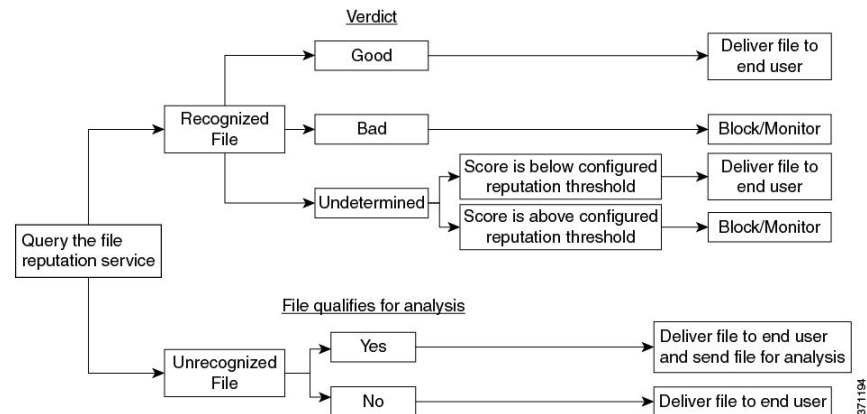 Verdict
Good
Deliver file to
end user
Recognized
File
Bad
Block/Monitor
Undetermined
Score is below configured
reputation threshold
Deliver file to
end user
Score is above configured
reputation threshold
Block/Monitor
Query the file
reputation service
File qualifies for analysis
Unrecognized
File
Yes
Deliver file to end user
and send file for analysis
No
Deliver file to end user
371194